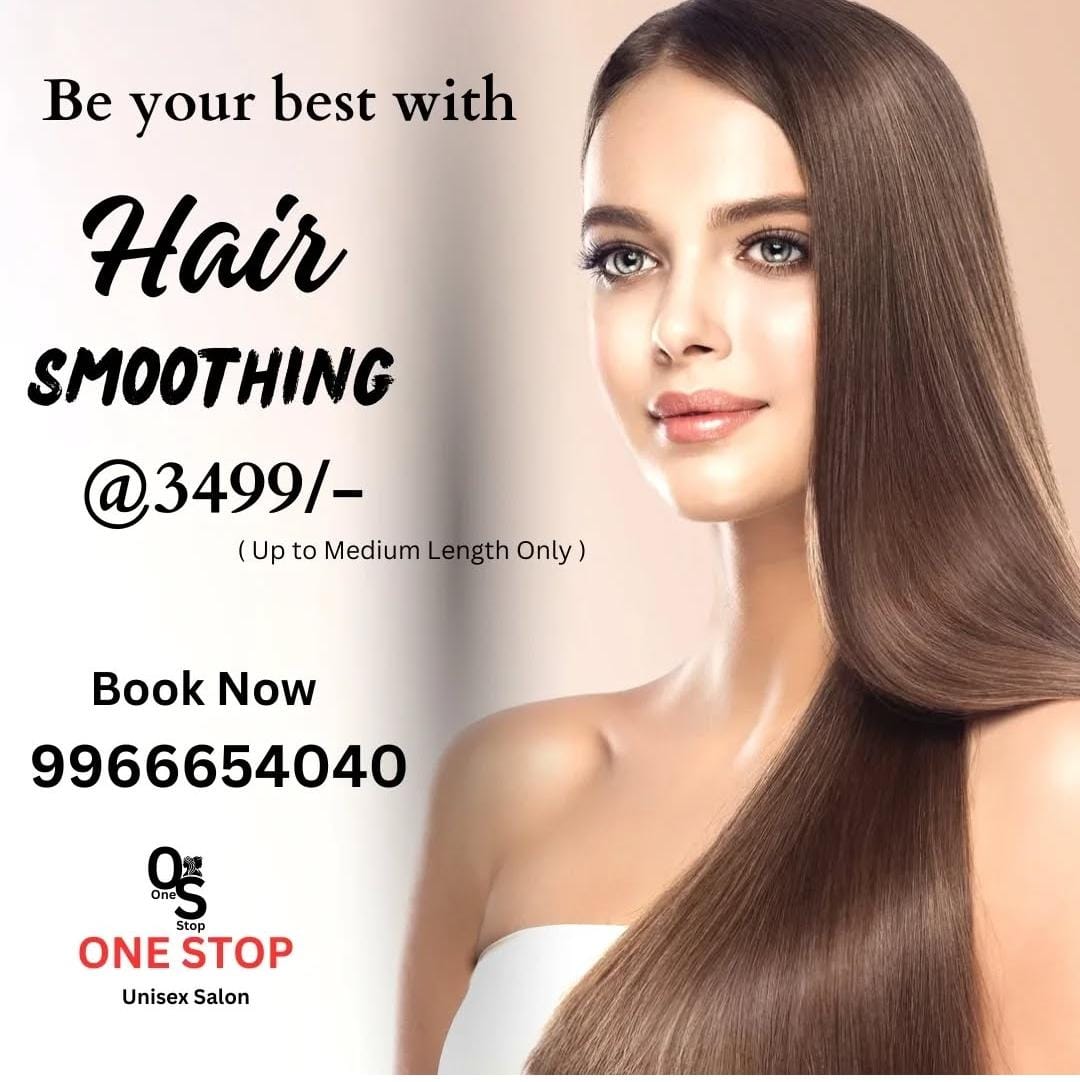 Be your best with
Hair
SMOOTHING
@3499/-
( Up to Medium Length Only )
Book Now
9966654040
OS
One
Stop
ONE STOP
Unisex Salon